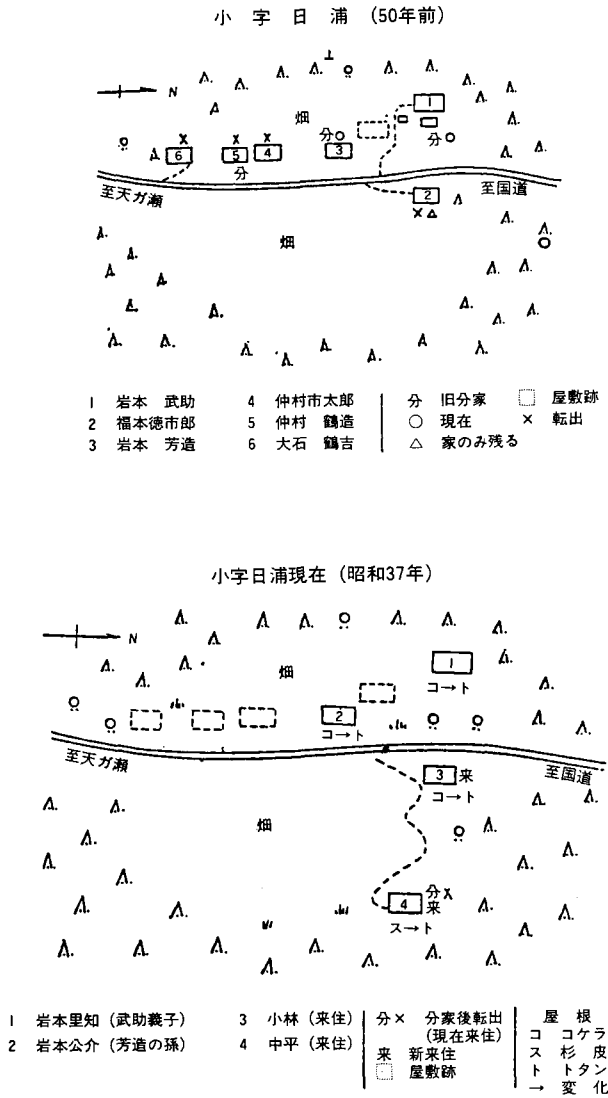 小字日浦 (50年前)
N
1
畑
分○
分○
6
5
4
3
分
至天ガ瀬
2
至国道
畑
1 岩本 武助
2 福本徳市郎
3 岩本 芳造
4 仲村市太郎
5 仲村 鶴造
6 大石 鶴吉
分 旧分家
○ 現在
△ 家のみ残る
屋敷跡
× 転出
小字日浦現在 (昭和37年)
N
1
コ→ト
畑
2
コ→ト
至天ガ瀬
3 来
コ→ト
至国道
畑
4 分×
来
ス→ト
1 岩本里知 (武助義子)
2 岩本公介 (芳造の孫)
3 小林 (来住)
4 中平 (来住)
分× 分家後転出
(現在来住)
来 新来住
屋敷跡
屋根
コ コケラ
ス 杉皮
ト トタン
→ 変化